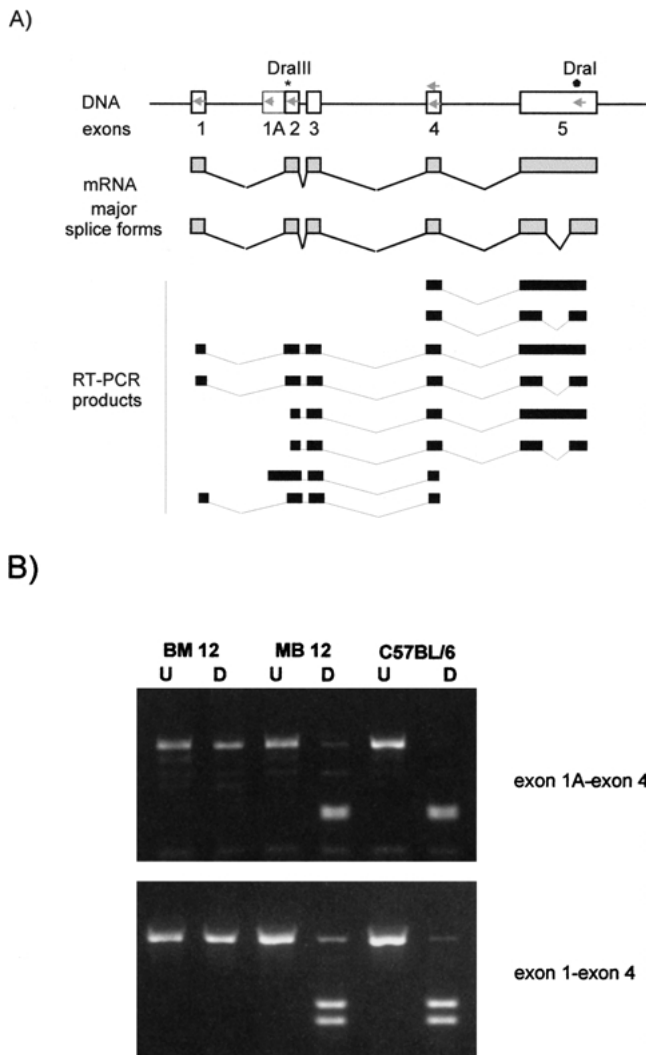 A)
DraIII DraI
*
DNA
exons 1 1A 2 3 4 5
mRNA
major
splice forms
RT-PCR
products
B)
BM 12 MB 12 C57BL/6
U D U D U D
exon 1A-exon 4
exon 1-exon 4